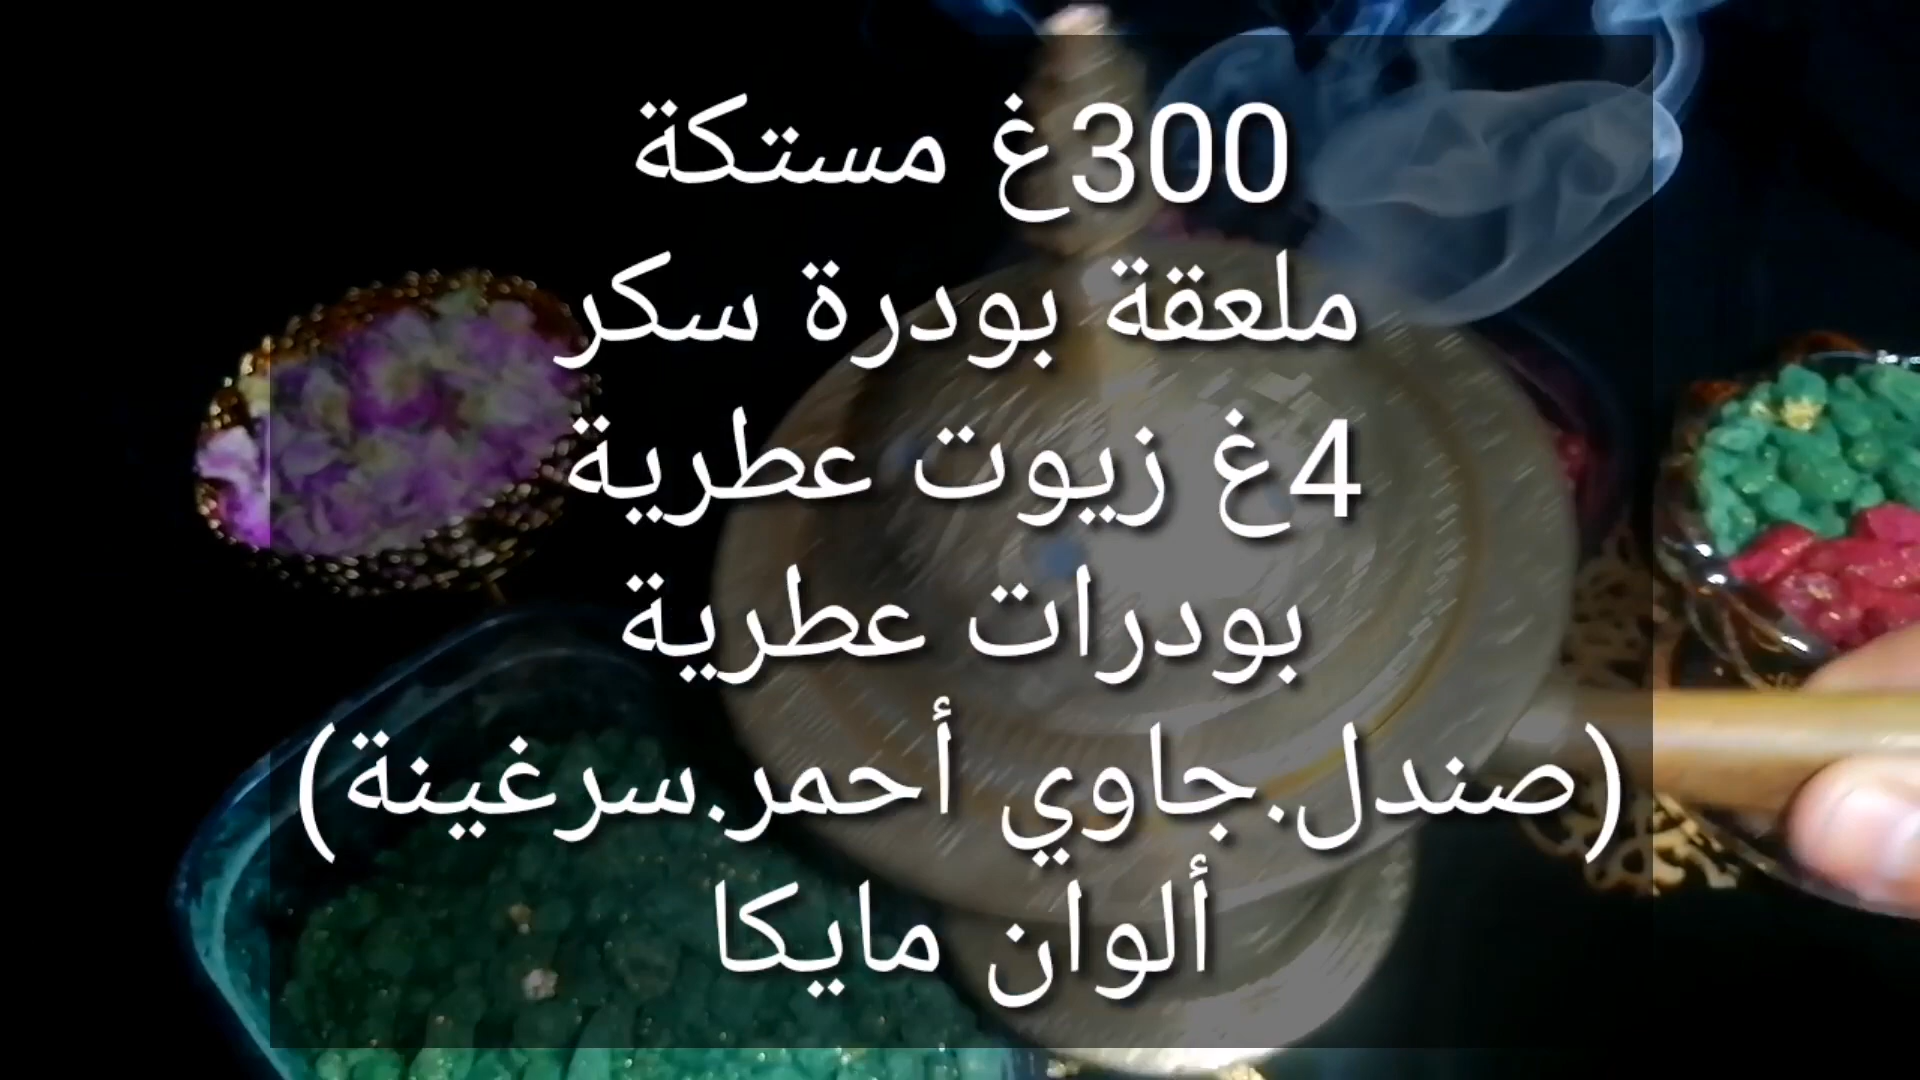 300غ مستكة
ملعقة بودرة سكر
4غ زيوت عطرية
بودرات عطرية
(صندل.جاوي أحمر.سرغينة)
ألوان مايكا